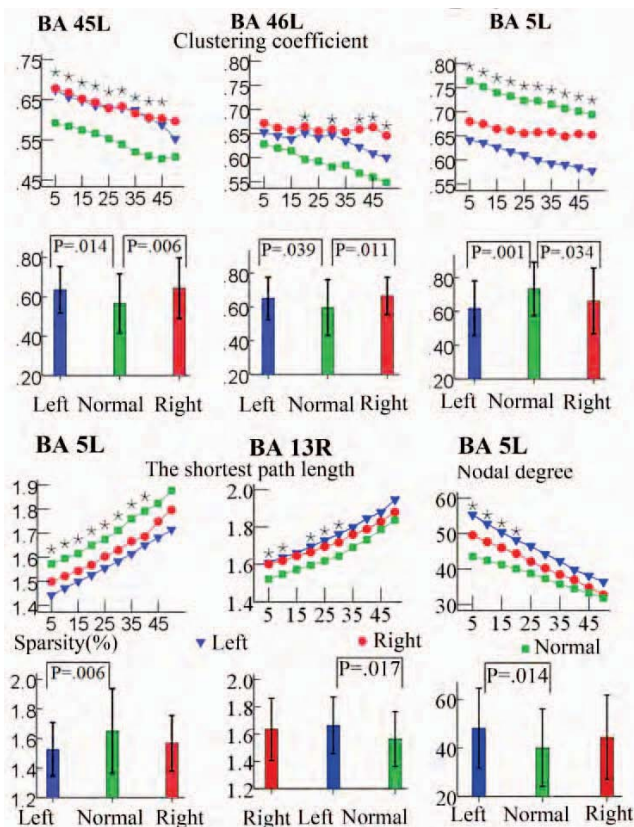 BA 45L BA 46L BA 5L
Clustering coefficient
.75 .80 .80
.75 .75
.65 .70 .70
.65 .65
.55 .60 .60
.45 .55 .55
5 15 25 35 45 5 15 25 35 45 5 15 25 35 45
P=.014 P=.006 P=.039 P=.011 P=.001 P=.034
.80 .80 .80
.60 .60 .60
.40 .40 .40
.20 .20 20
Left Normal Right Left Normal Right Left Normal Right
BA 5L BA 13R BA 5L
The shortest path length Nodal degree
1.9 2.0 60
1.8
1.7 1.8 50
1.6 1.6 40
1.5
1.4 1.4 30
5 15 25 35 45 5 15 25 35 45 5 15 25 35 45
Sparsity(%) Left Right Normal
P=.006 P=.017 P=.014
2.0 2.0 60
1.8 1.8
1.6 1.6 40
1.4 1.4
1.2 1.2 20
Left Normal Right Right Left Normal Left Normal Right